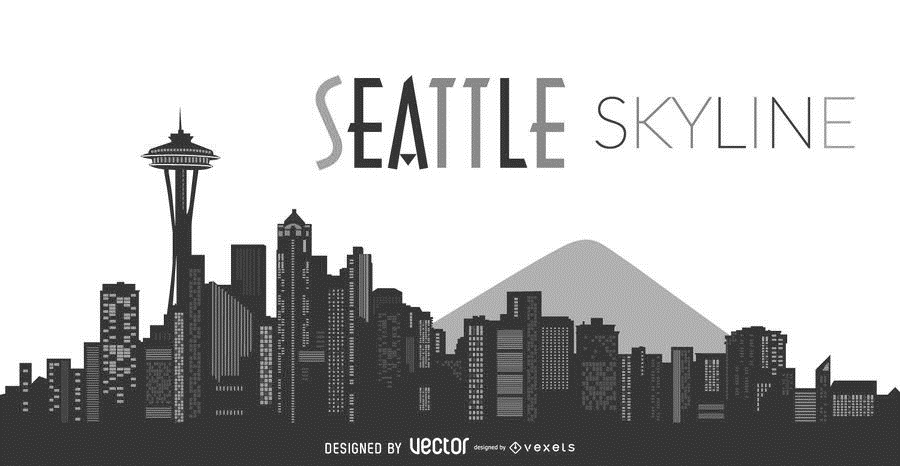 SEATTLE SKYLINE
DESIGNED BY vector designed by vexels